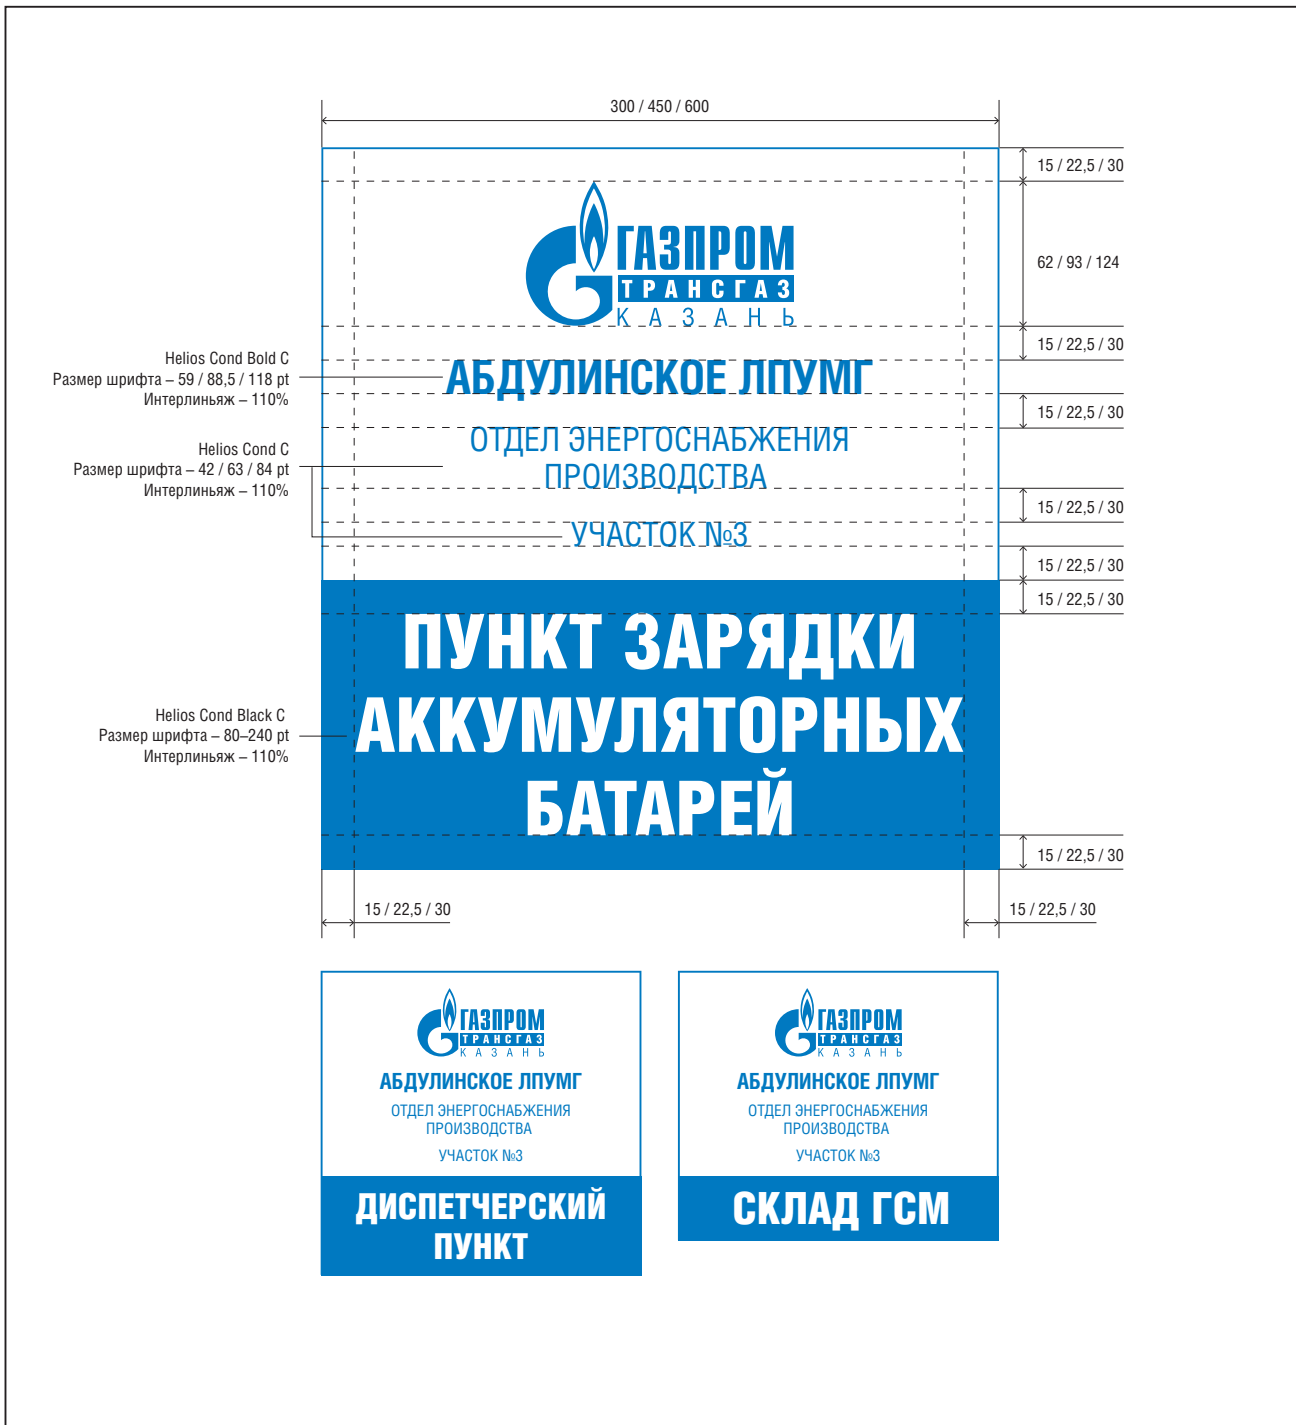 300 / 450 / 600
15 / 22,5 / 30
ГАЗПРОМ
ТРАНСГАЗ
КАЗАНЬ
62 / 93 / 124
15 / 22,5 / 30
Helios Cond Bold C
Размер шрифта – 59 / 88,5 / 118 pt
Интерлиньяж – 110%
АБДУЛИНСКОЕ ЛПУМГ
15 / 22,5 / 30
Helios Cond C
Размер шрифта – 42 / 63 / 84 pt
Интерлиньяж – 110%
ОТДЕЛ ЭНЕРГОСНАБЖЕНИЯ
ПРОИЗВОДСТВА
15 / 22,5 / 30
УЧАСТОК №3
15 / 22,5 / 30
15 / 22,5 / 30
ПУНКТ ЗАРЯДКИ
АККУМУЛЯТОРНЫХ
БАТАРЕЙ
Helios Cond Black C
Размер шрифта – 80–240 pt
Интерлиньяж – 110%
15 / 22,5 / 30
15 / 22,5 / 30
15 / 22,5 / 30
ГАЗПРОМ
ТРАНСГАЗ
КАЗАНЬ
АБДУЛИНСКОЕ ЛПУМГ
ОТДЕЛ ЭНЕРГОСНАБЖЕНИЯ
ПРОИЗВОДСТВА
УЧАСТОК №3
ДИСПЕТЧЕРСКИЙ
ПУНКТ
ГАЗПРОМ
ТРАНСГАЗ
КАЗАНЬ
АБДУЛИНСКОЕ ЛПУМГ
ОТДЕЛ ЭНЕРГОСНАБЖЕНИЯ
ПРОИЗВОДСТВА
УЧАСТОК №3
СКЛАД ГСМ